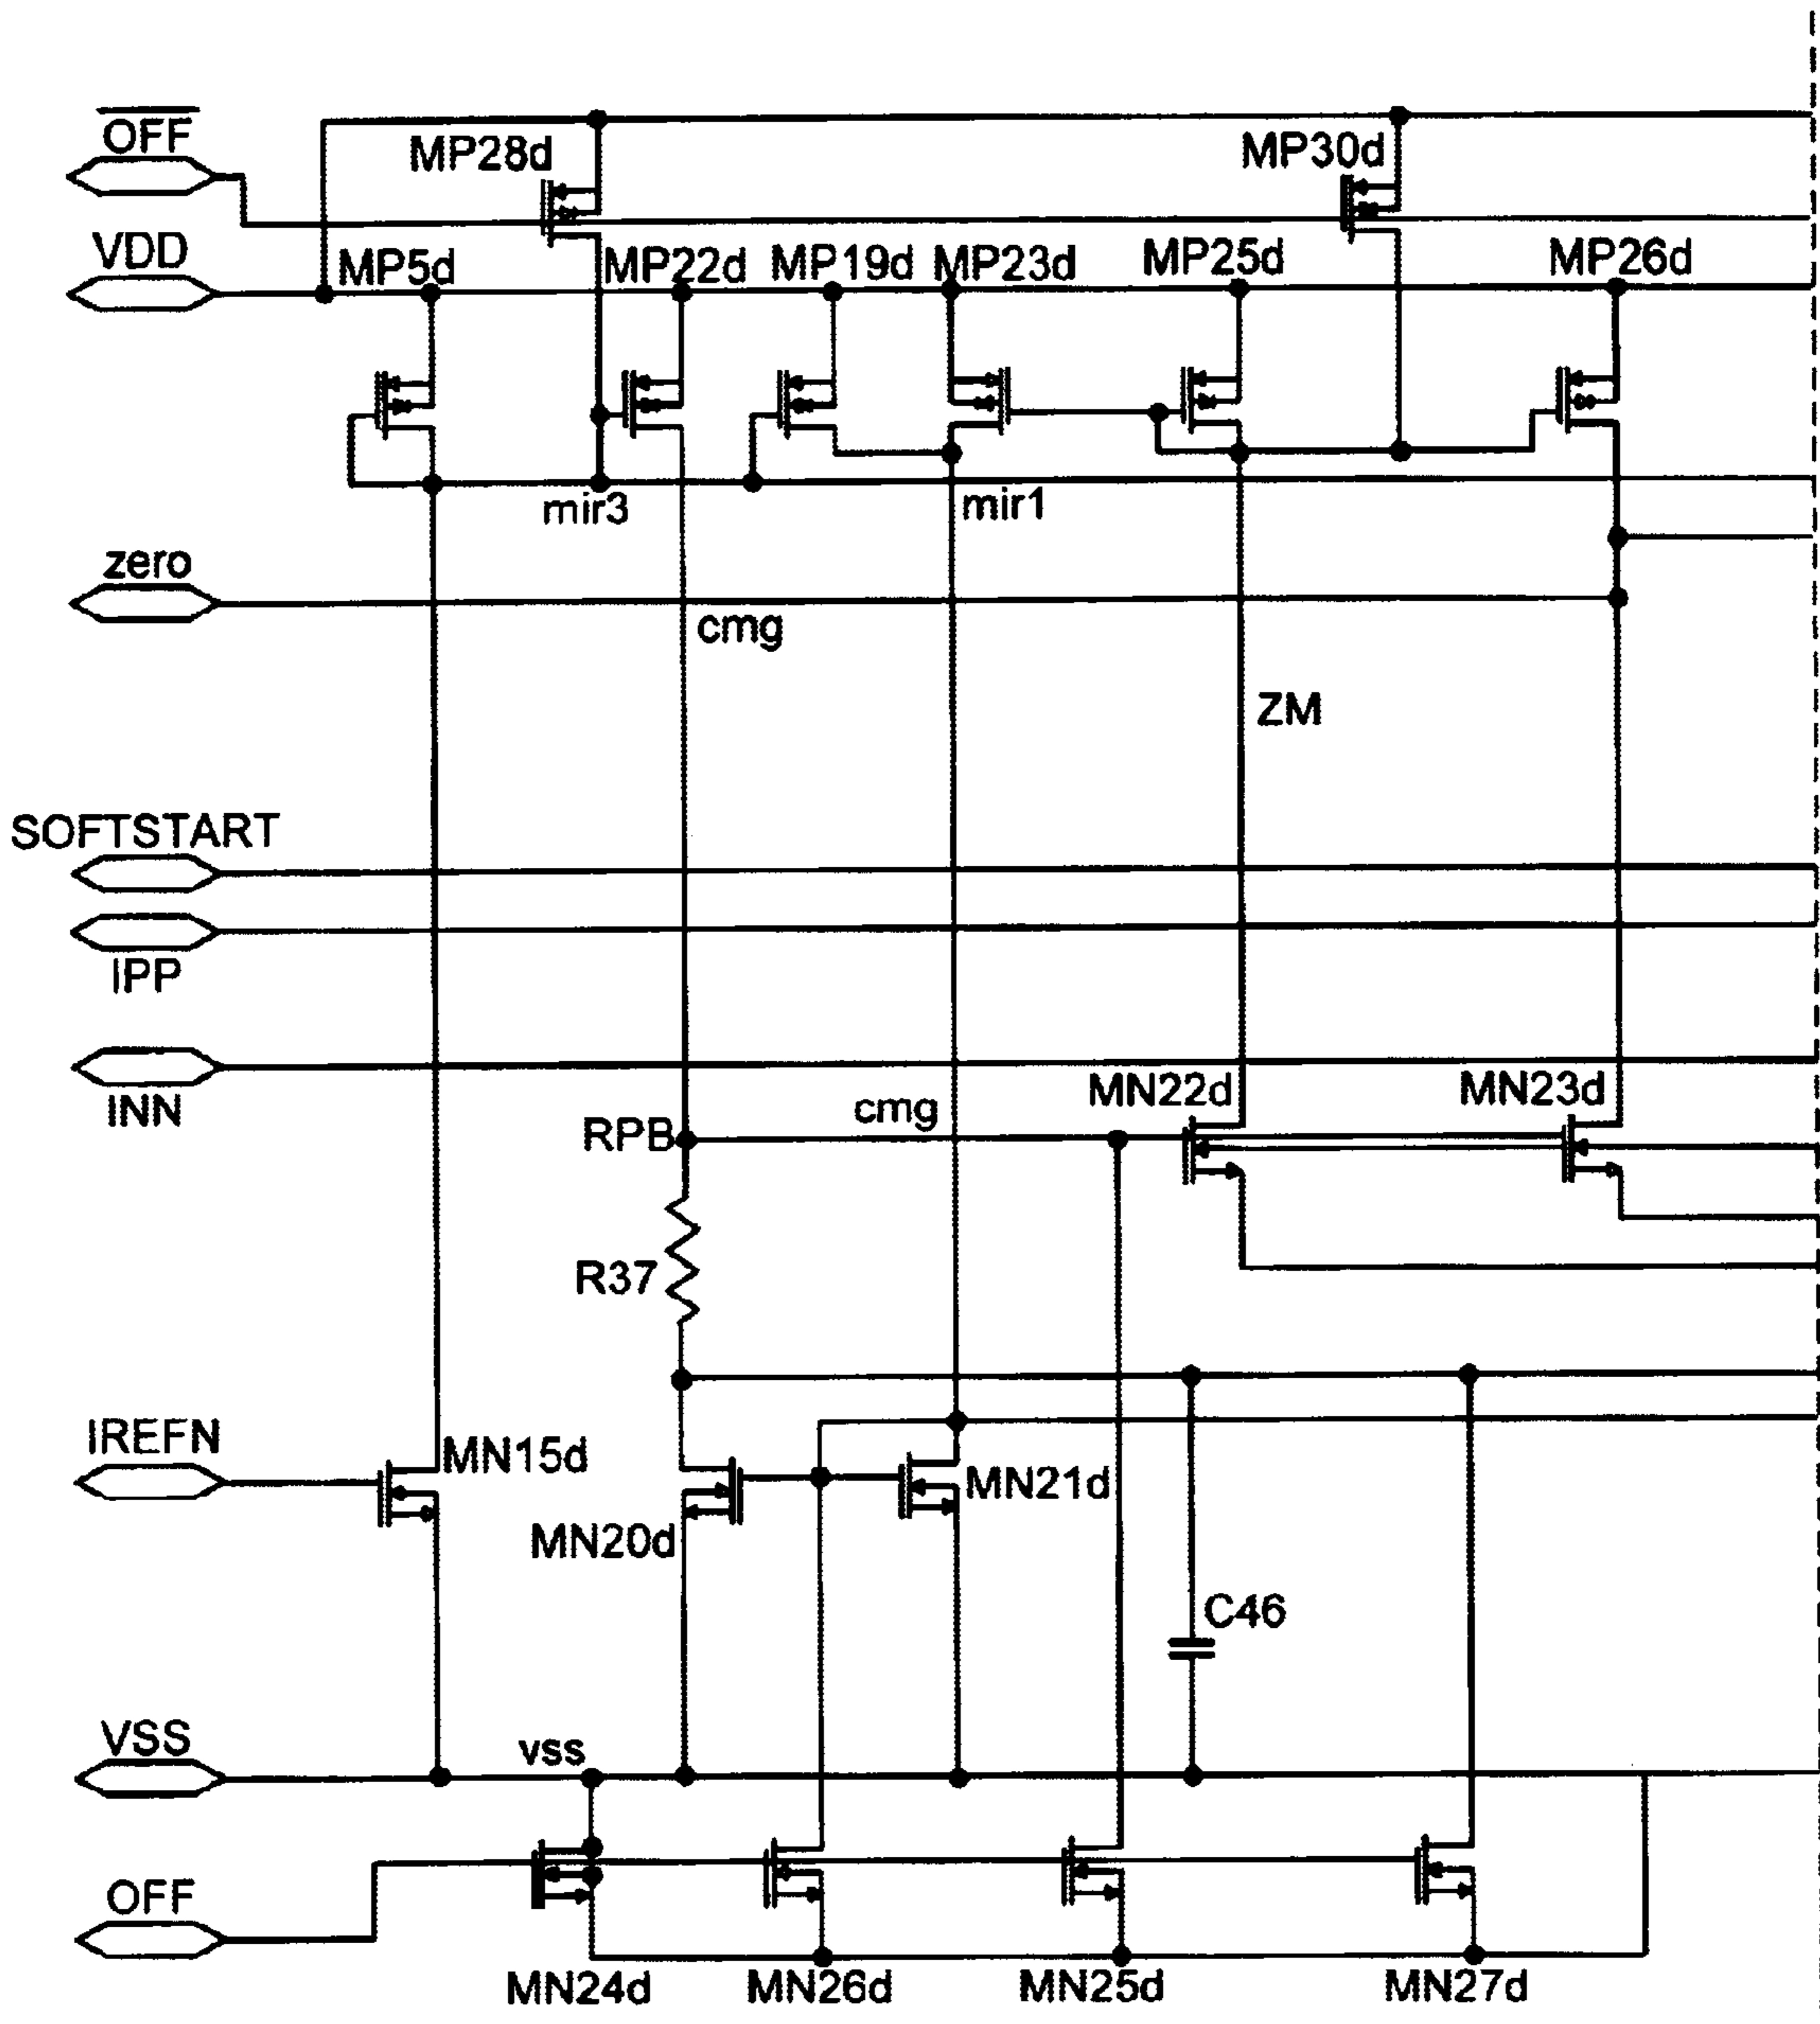 OFF
MP28d
MP30d
VDD
MP5d
MP22d
MP19d
MP23d
MP25d
MP26d
mir3
mir1
zero
cmg
ZM
SOFTSTART
IPP
INN
MN22d
MN23d
RPB
cmg
R37
IREFN
MN15d
MN21d
MN20d
C46
VSS
vss
OFF
MN24d
MN26d
MN25d
MN27d